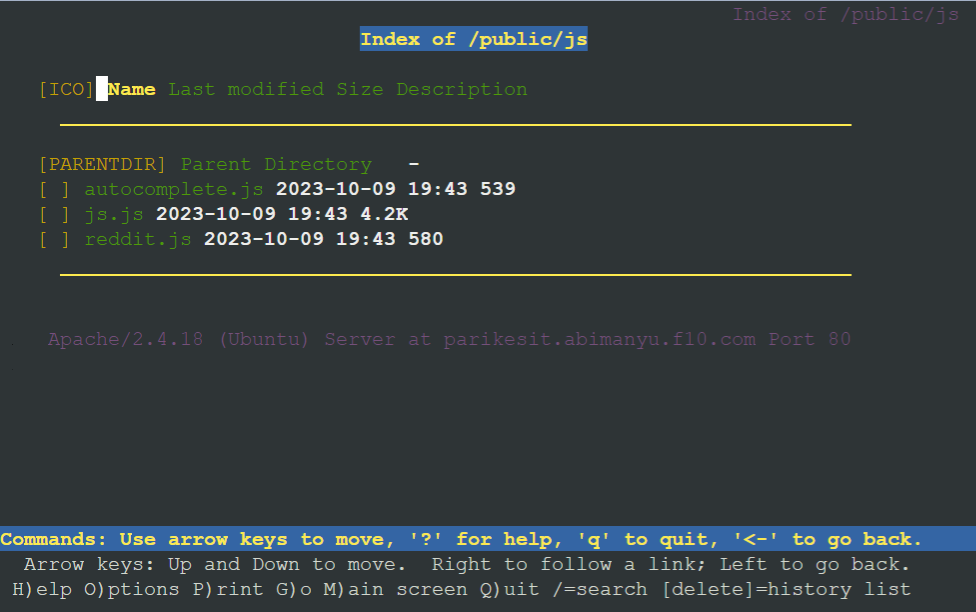 Index of /public/js
Index of /public/js
[ICO] Name Last modified Size Description
[PARENTDIR] Parent Directory -
[ ] autocomplete.js 2023-10-09 19:43 539
[ ] js.js 2023-10-09 19:43 4.2K
[ ] reddit.js 2023-10-09 19:43 580
Apache/2.4.18 (Ubuntu) Server at parikesit.abimanyu.f10.com Port 80
Commands: Use arrow keys to move, '?' for help, 'q' to quit, '<-' to go back.
Arrow keys: Up and Down to move.  Right to follow a link; Left to go back.
H)elp O)ptions P)rint G)o M)ain screen Q)uit /=search [delete]=history list